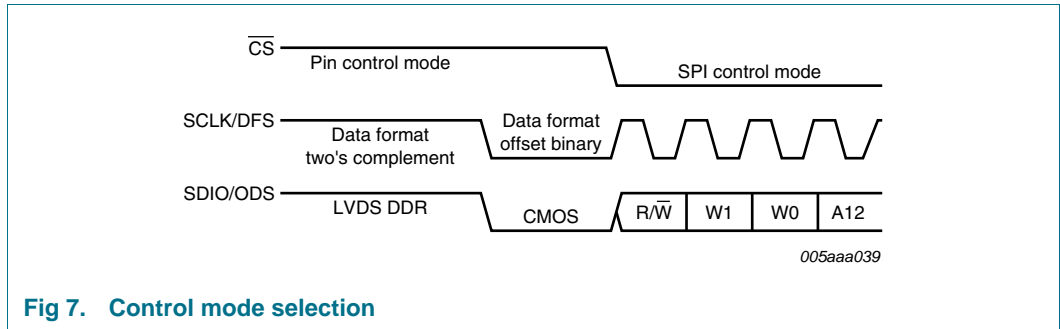 C̅S̅
Pin control mode
SPI control mode
SCLK/DFS
Data format
two's complement
Data format
offset binary
SDIO/ODS
LVDS DDR
CMOS
R/W̅
W1
W0
A12
005aaa039
Fig 7. Control mode selection